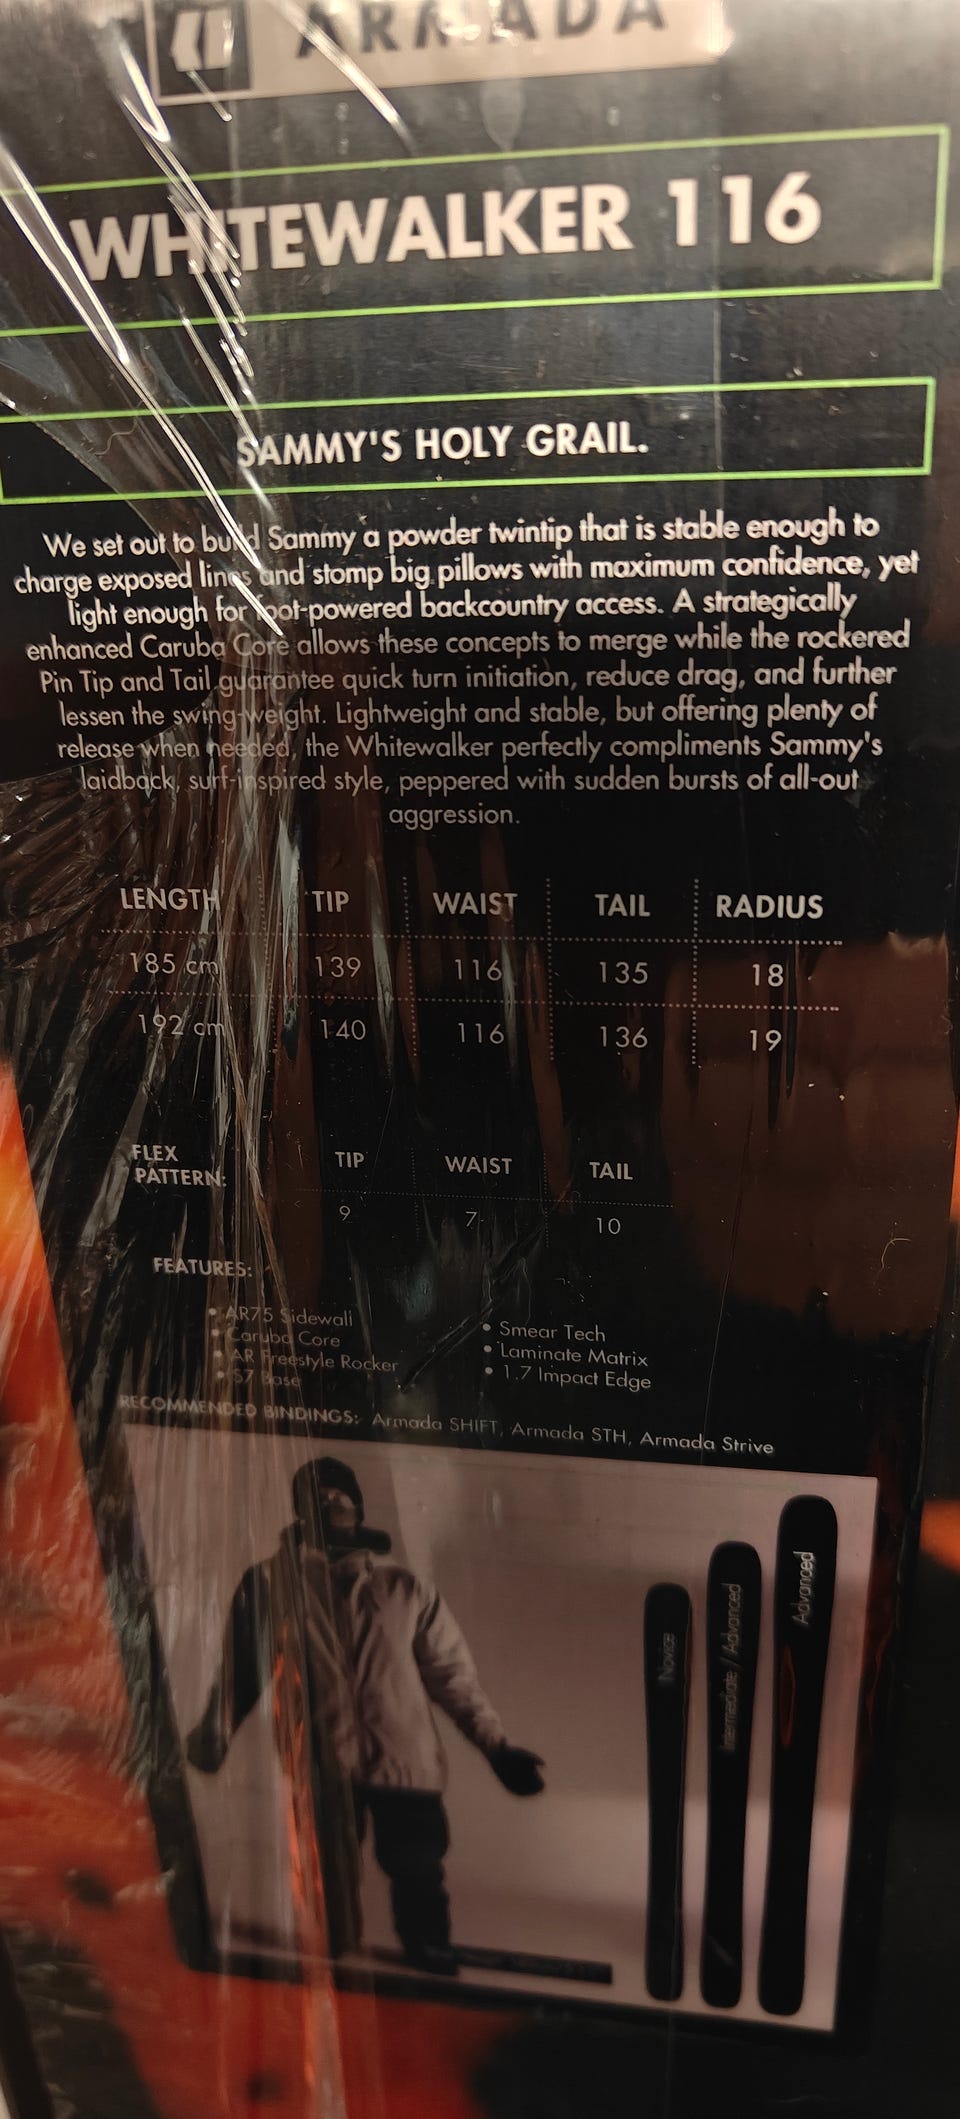 ARMADA
WHITEWALKER 116
SAMMY'S HOLY GRAIL.
We set out to build Sammy a powder twintip that is stable enough to
charge exposed lines and stomp big pillows with maximum confidence, yet
light enough for foot-powered backcountry access. A strategically
enhanced Caruba Core allows these concepts to merge while the rockered
Pin Tip and Tail guarantee quick turn initiation, reduce drag, and further
lessen the swing-weight. Lightweight and stable, but offering plenty of
release when needed, the Whitewalker perfectly compliments Sammy's
laidback, surf-inspired style, peppered with sudden bursts of all-out
aggression.
LENGTH TIP WAIST TAIL RADIUS
185 cm 139 116 135 18
192 cm 140 116 136 19
FLEX
PATTERN: TIP WAIST TAIL
9 7 10
FEATURES:
• AR75 Sidewall
• Caruba Core
• AR Freestyle Rocker
• S7 Base
• Smear Tech
• Laminate Matrix
• 1.7 Impact Edge
RECOMMENDED BINDINGS: Armada SHIFT, Armada STH, Armada Strive
Novice
Intermediate / Advanced
Advanced